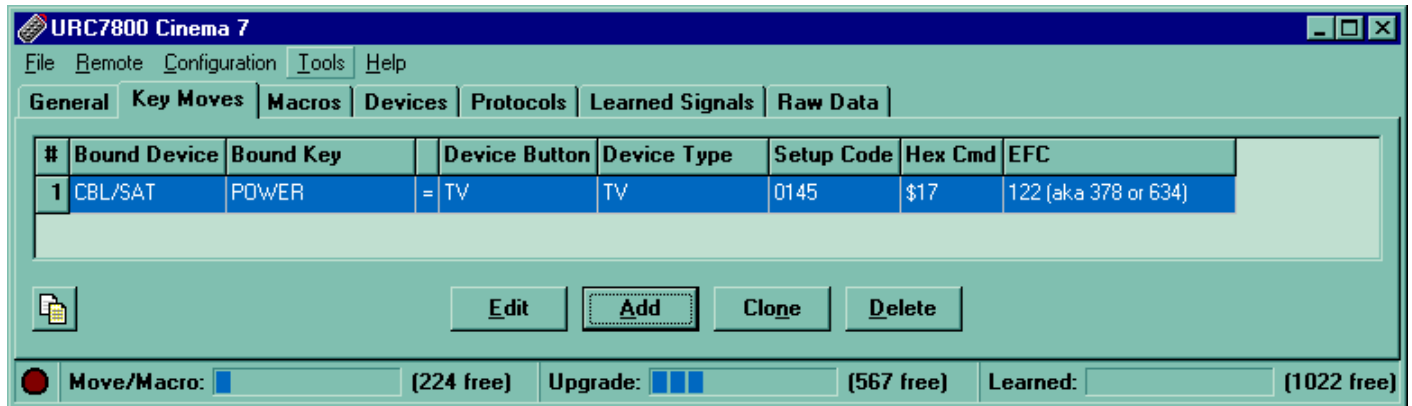 URC7800 Cinema 7
File Remote Configuration Tools Help
General Key Moves Macros Devices Protocols Learned Signals Raw Data
# Bound Device Bound Key Device Button Device Type Setup Code Hex Cmd EFC
1 CBL/SAT POWER = TV TV 0145 $17 122 (aka 378 or 634)
Edit Add Clone Delete
Move/Macro: (224 free) Upgrade: (567 free) Learned: (1022 free)